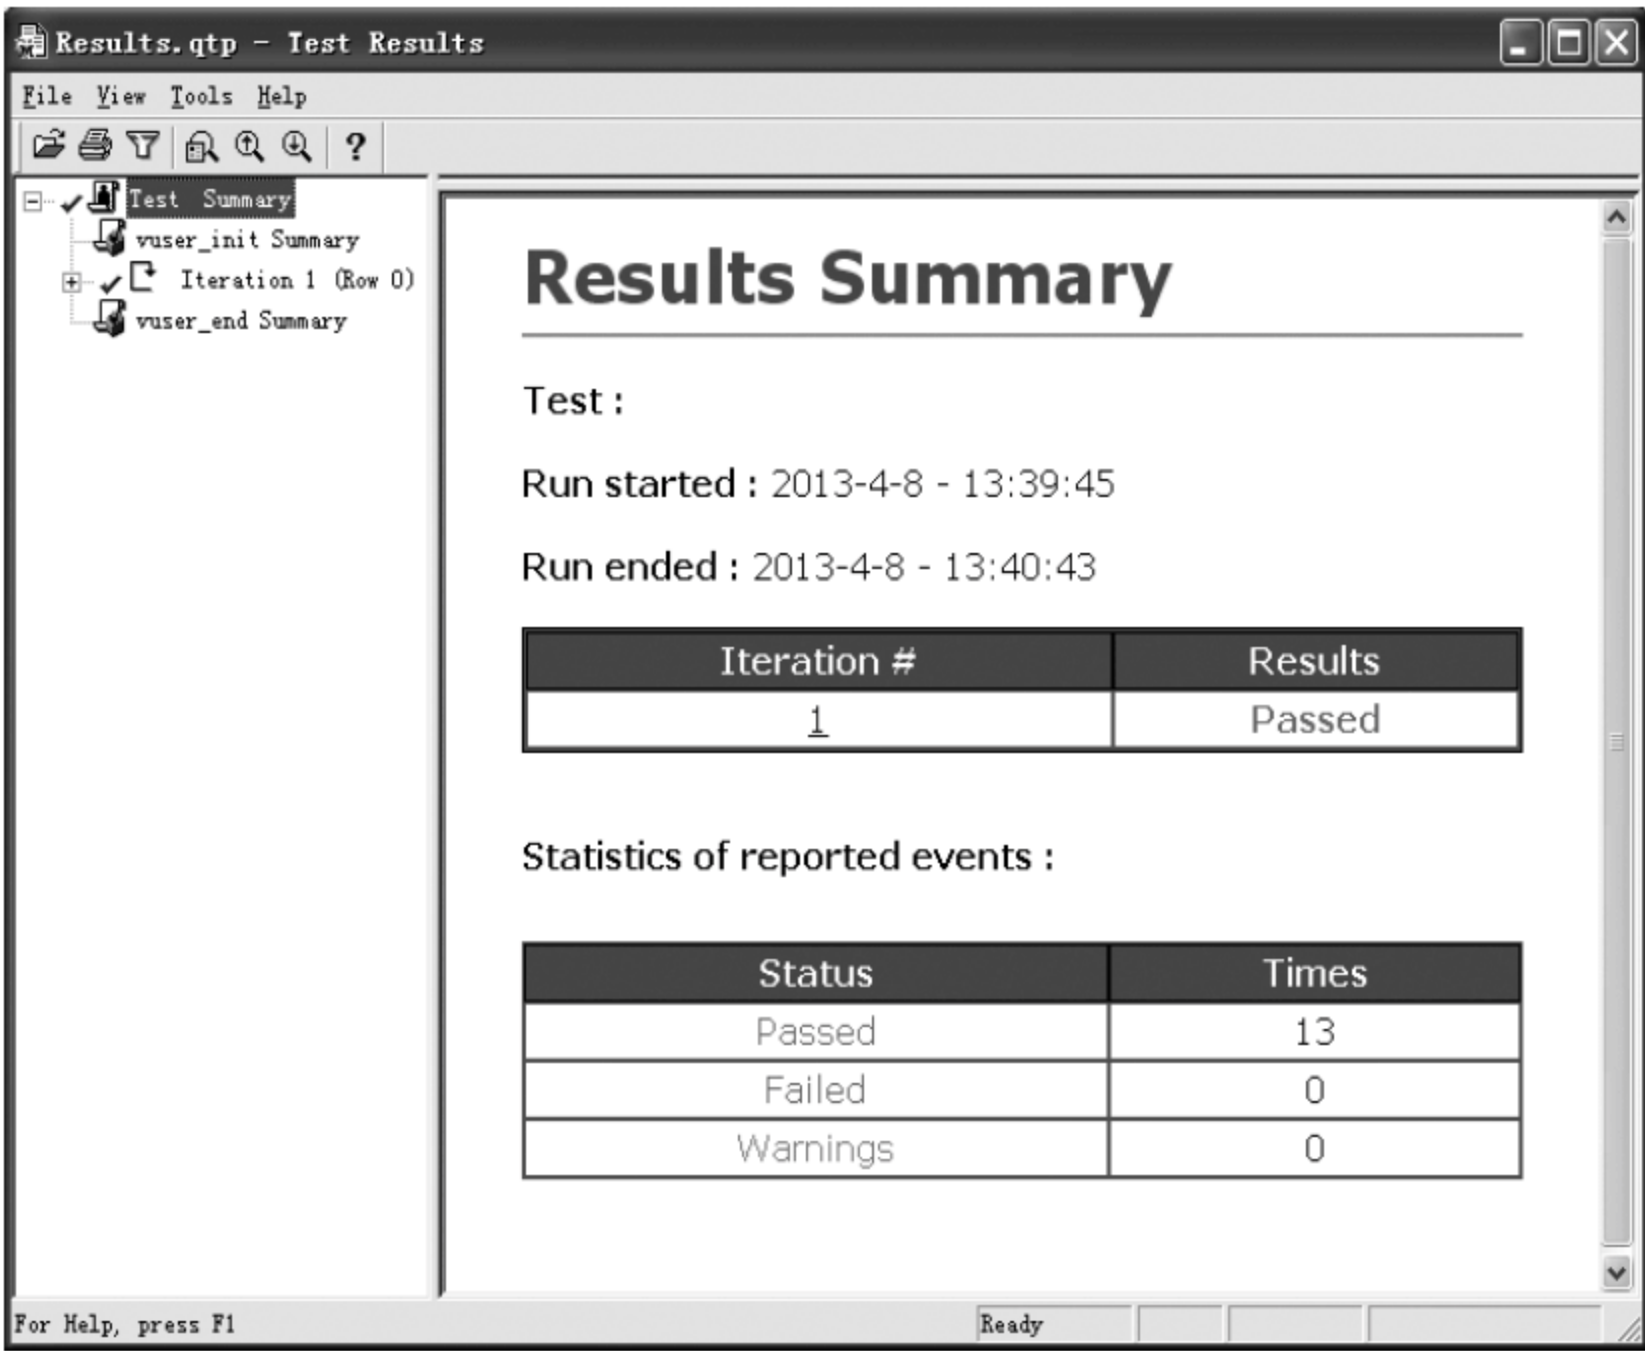 Results.qtp - Test Results
File View Tools Help
?
Test Summary
vuser_init Summary
Iteration 1 (Row 0)
vuser_end Summary
Results Summary
Test :
Run started : 2013-4-8 - 13:39:45
Run ended : 2013-4-8 - 13:40:43
Iteration # Results
1 Passed
Statistics of reported events :
Status Times
Passed 13
Failed 0
Warnings 0
For Help, press F1 Ready